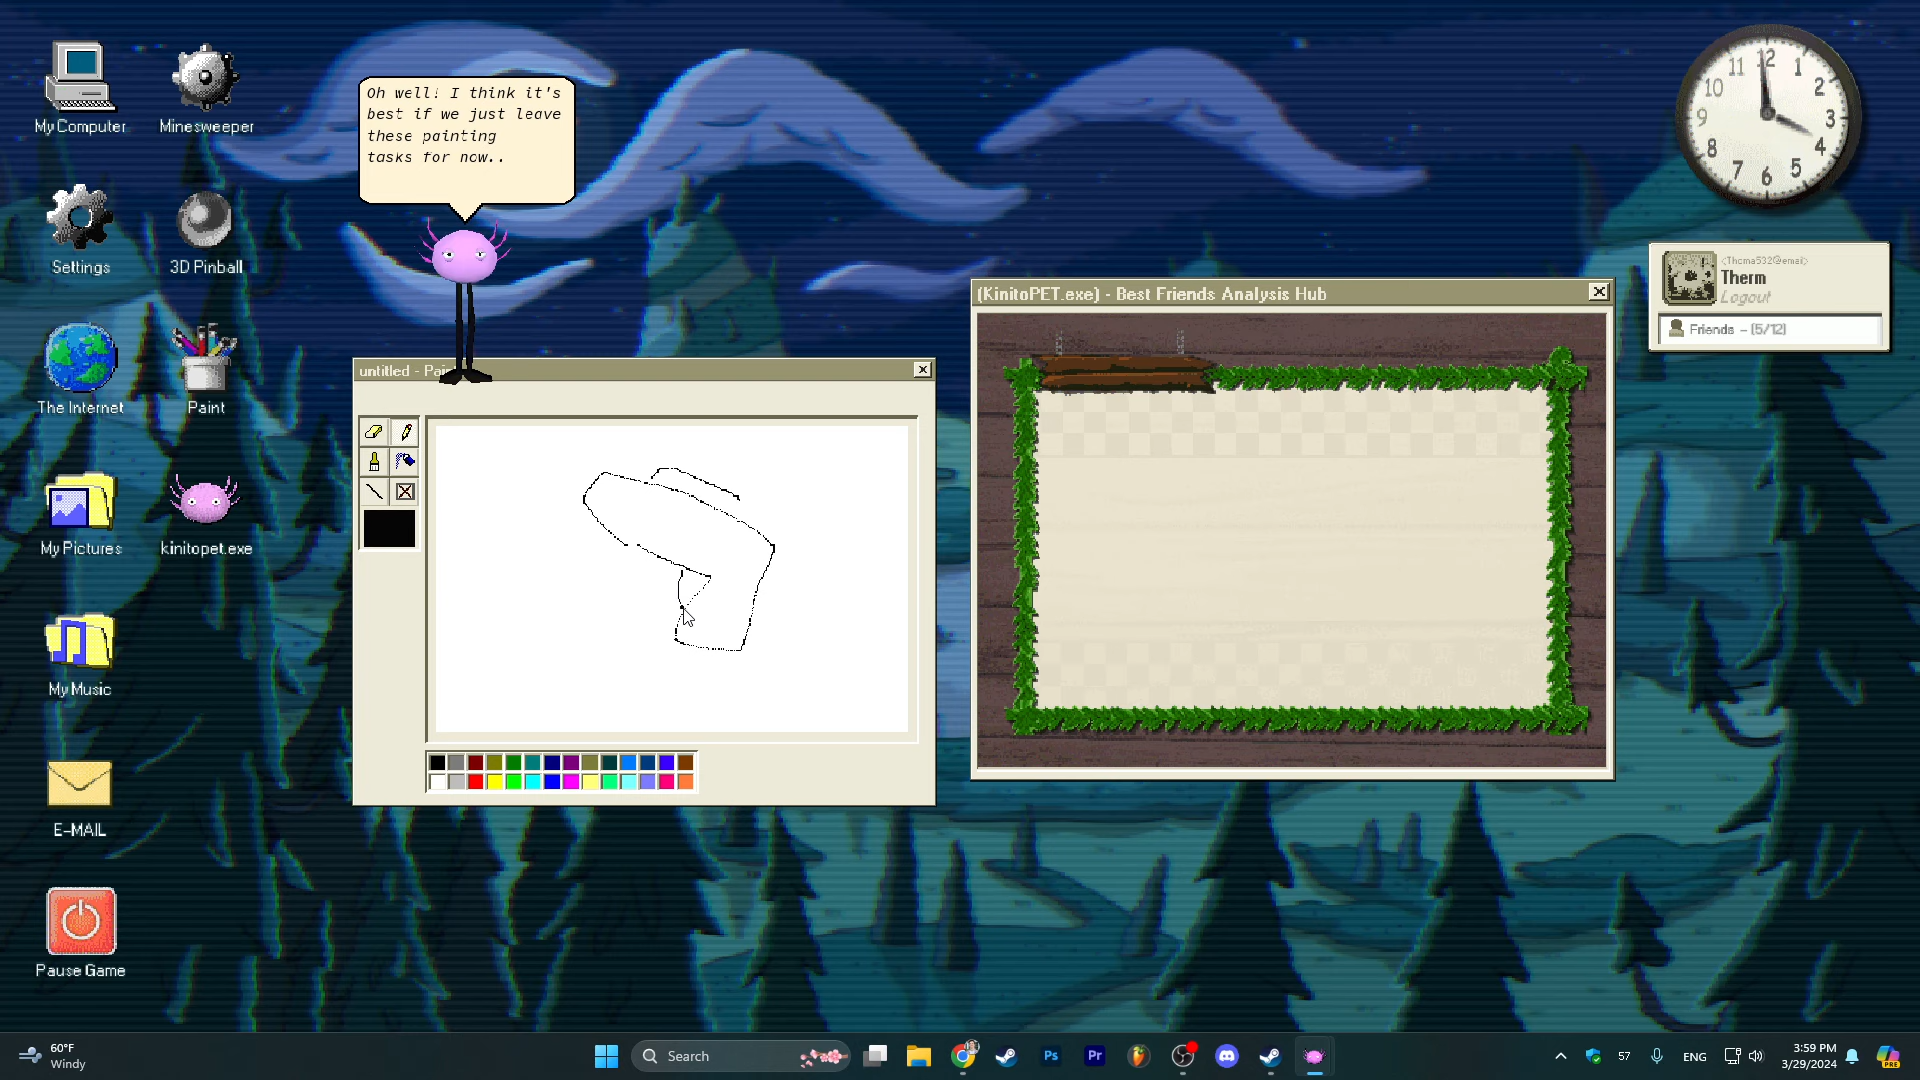 My Computer
Minesweeper
Settings
3D Pinball
The Internet
Paint
My Pictures
kinitopet.exe
My Music
E-MAIL
Pause Game
Oh well! I think it's
best if we just leave
these painting
tasks for now..
untitled - Pai
(KinitoPET.exe) - Best Friends Analysis Hub
12
11
1
10
2
9
3
8
4
7
5
6
<Thoma532@email>
Therm
Logout
Friends - (5/12)
60°F
Windy
Search
Ps
Pr
57
ENG
3:59 PM
3/29/2024
PRE